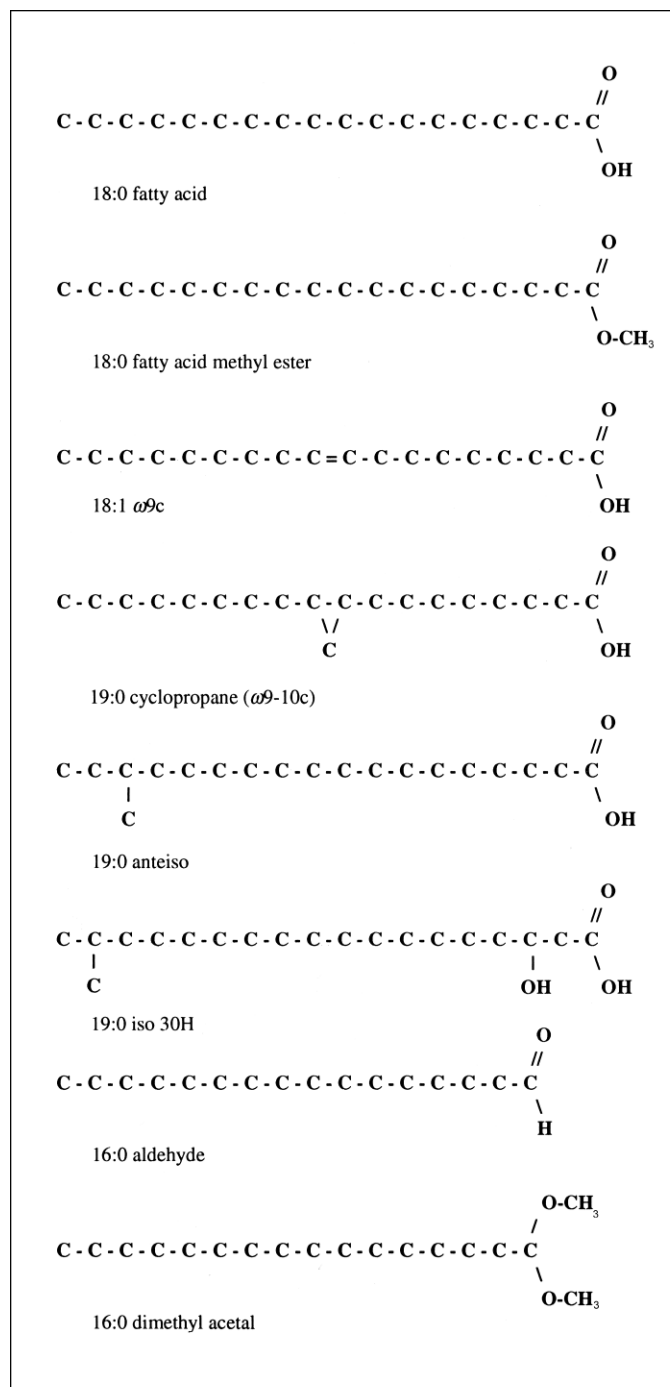 O
//
C - C - C - C - C - C - C - C - C - C - C - C - C - C - C - C - C - C
\
OH
18:0 fatty acid
O
//
C - C - C - C - C - C - C - C - C - C - C - C - C - C - C - C - C - C
\
O-CH₃
18:0 fatty acid methyl ester
O
//
C - C - C - C - C - C - C - C - C = C - C - C - C - C - C - C - C - C
\
OH
18:1 ω9c
O
//
C - C - C - C - C - C - C - C - C - C - C - C - C - C - C - C - C - C
\ / \
C OH
19:0 cyclopropane (ω9-10c)
O
//
C - C - C - C - C - C - C - C - C - C - C - C - C - C - C - C - C - C
| \
C OH
19:0 anteiso
O
//
C - C - C - C - C - C - C - C - C - C - C - C - C - C - C - C - C - C
| | \
C OH OH
19:0 iso 30H
O
//
C - C - C - C - C - C - C - C - C - C - C - C - C - C - C - C
\
H
16:0 aldehyde
O-CH₃
/
C - C - C - C - C - C - C - C - C - C - C - C - C - C - C - C
\
O-CH₃
16:0 dimethyl acetal